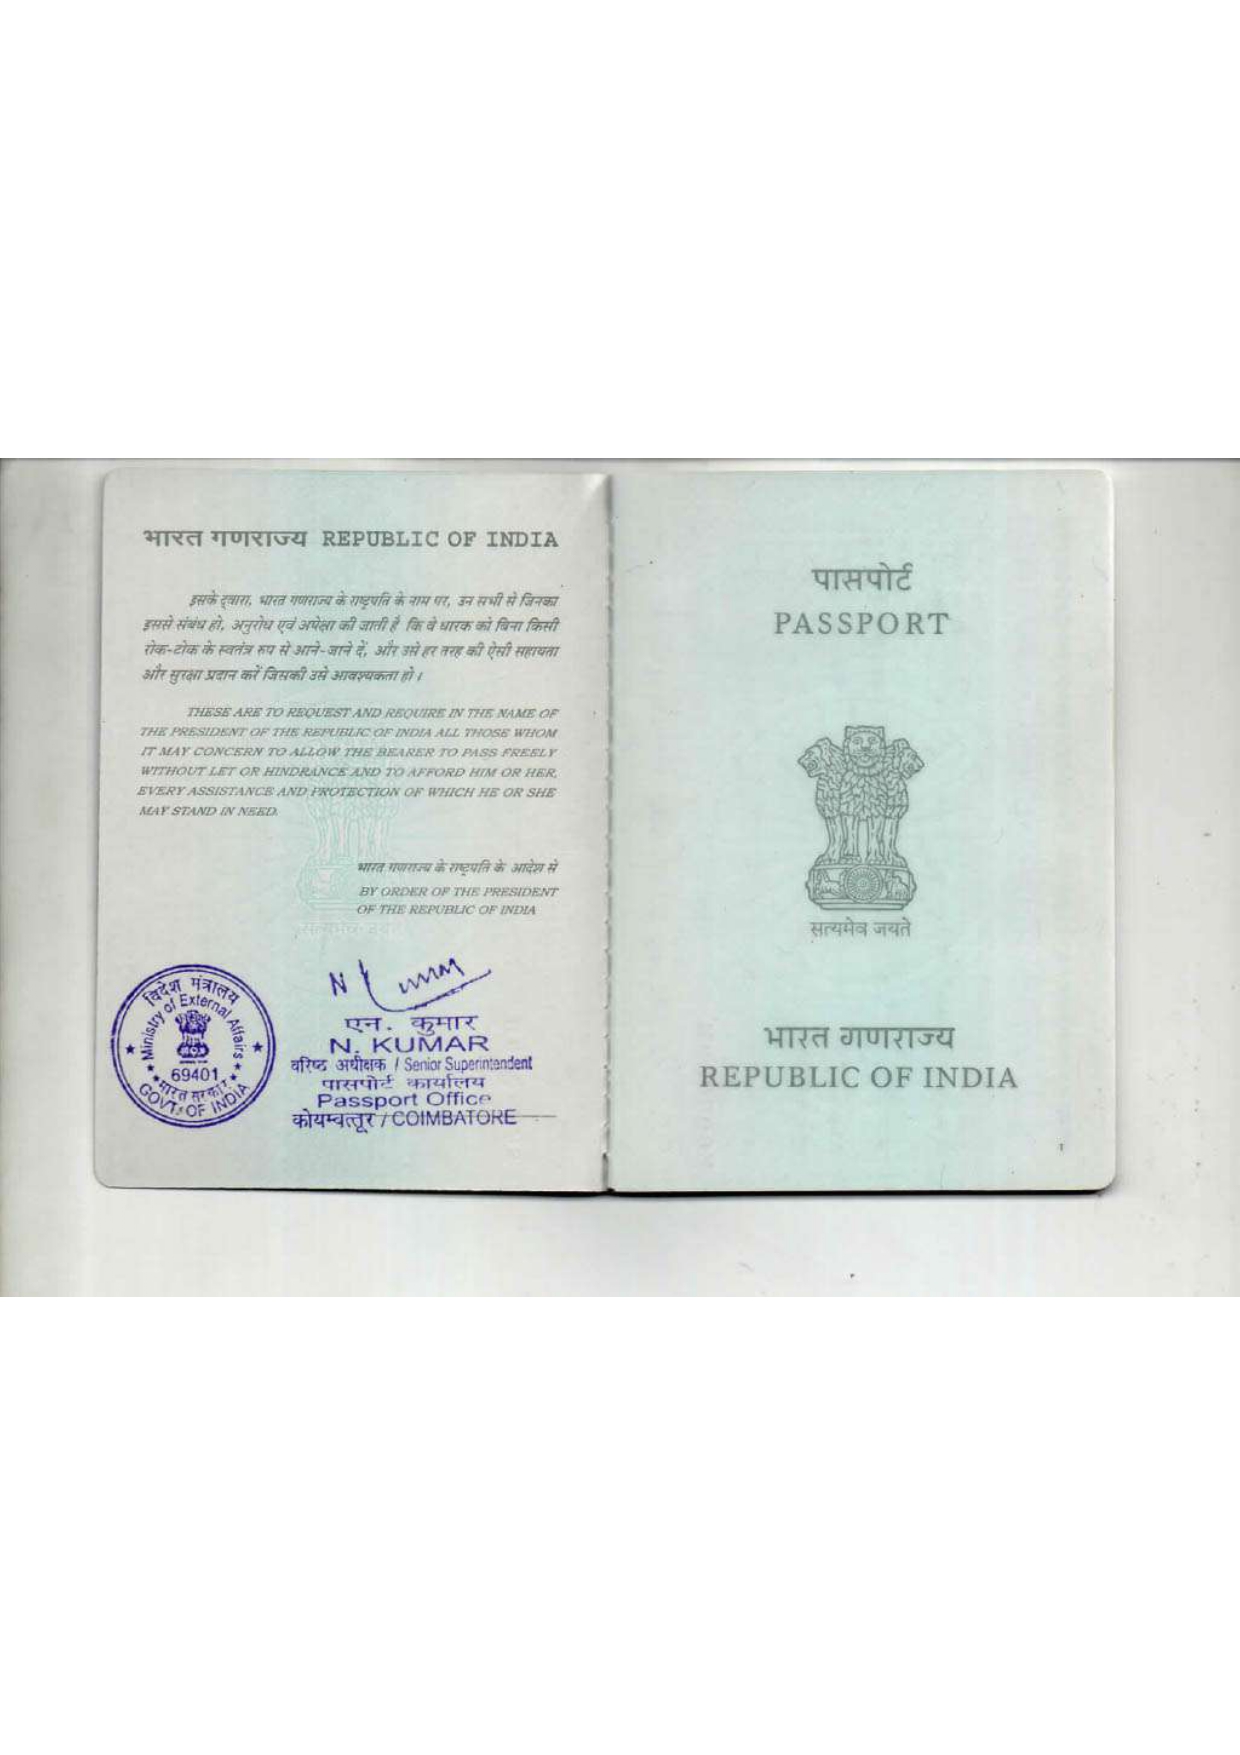 भारत गणराज्य REPUBLIC OF INDIA
इसके द्वारा, भारत गणराज्य के राष्ट्रपति के नाम पर, उन सभी से जिनका
इससे संबंध हो, अनुरोध एवं अपेक्षा की जाती है कि वे धारक को बिना किसी
रोक-टोक के स्वतंत्र रूप से आने-जाने दें, और उसे हर तरह की ऐसी सहायता
और सुरक्षा प्रदान करें जिसकी उसे आवश्यकता हो।
THESE ARE TO REQUEST AND REQUIRE IN THE NAME OF
THE PRESIDENT OF THE REPUBLIC OF INDIA ALL THOSE WHOM
IT MAY CONCERN TO ALLOW THE BEARER TO PASS FREELY
WITHOUT LET OR HINDRANCE AND TO AFFORD HIM OR HER,
EVERY ASSISTANCE AND PROTECTION OF WHICH HE OR SHE
MAY STAND IN NEED.
भारत गणराज्य के राष्ट्रपति के आदेश से
BY ORDER OF THE PRESIDENT
OF THE REPUBLIC OF INDIA
सत्यमेव जयते
विदेश मंत्रालय
Ministry of External Affairs
69401
भारत सरकार
GOVT. OF INDIA
N Kumar
एन. कुमार
N. KUMAR
वरिष्ठ अधीक्षक / Senior Superintendent
पासपोर्ट कार्यालय
Passport Office
कोयम्बत्तूर / COIMBATORE
पासपोर्ट
PASSPORT
सत्यमेव जयते
भारत गणराज्य
REPUBLIC OF INDIA
1